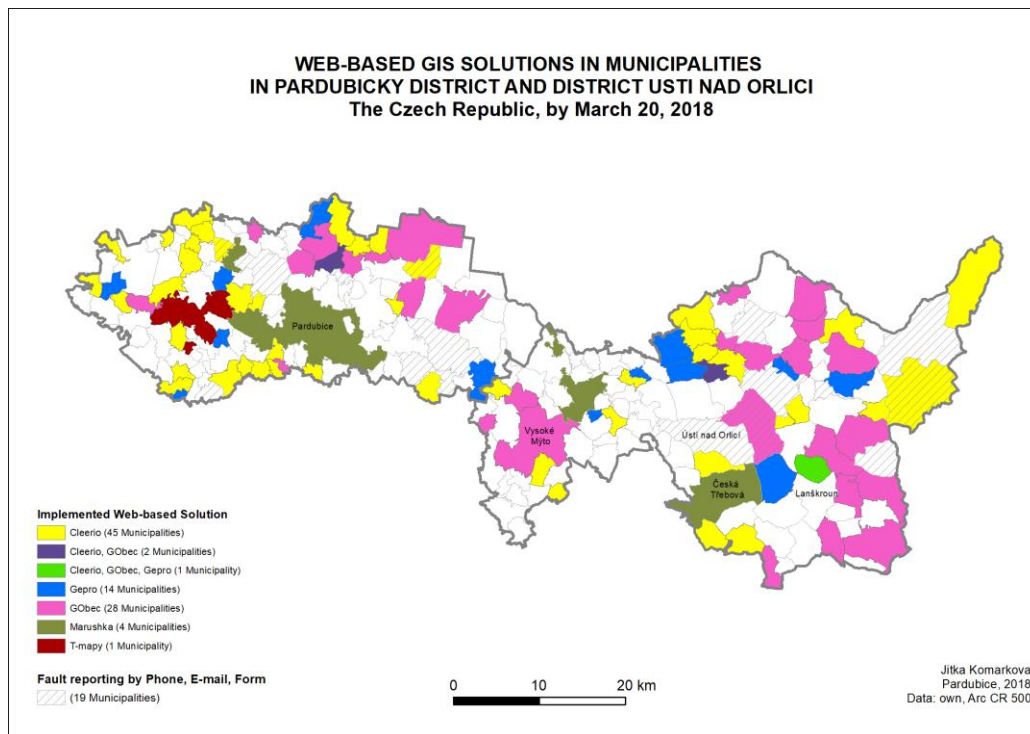 WEB-BASED GIS SOLUTIONS IN MUNICIPALITIES
IN PARDUBICKY DISTRICT AND DISTRICT USTI NAD ORLICI
The Czech Republic, by March 20, 2018
Pardubice
Vysoké
Mýto
Ústí nad Orlicí
Česká
Třebová
Lanškroun
Implemented Web-based Solution
Cleerio (45 Municipalities)
Cleerio, GObec (2 Municipalities)
Cleerio, GObec, Gepro (1 Municipality)
Gepro (14 Municipalities)
GObec (28 Municipalities)
Marushka (4 Municipalities)
T-mapy (1 Municipality)
Fault reporting by Phone, E-mail, Form
(19 Municipalities)
0 10 20 km
Jitka Komarkova
Pardubice, 2018
Data: own, Arc CR 500